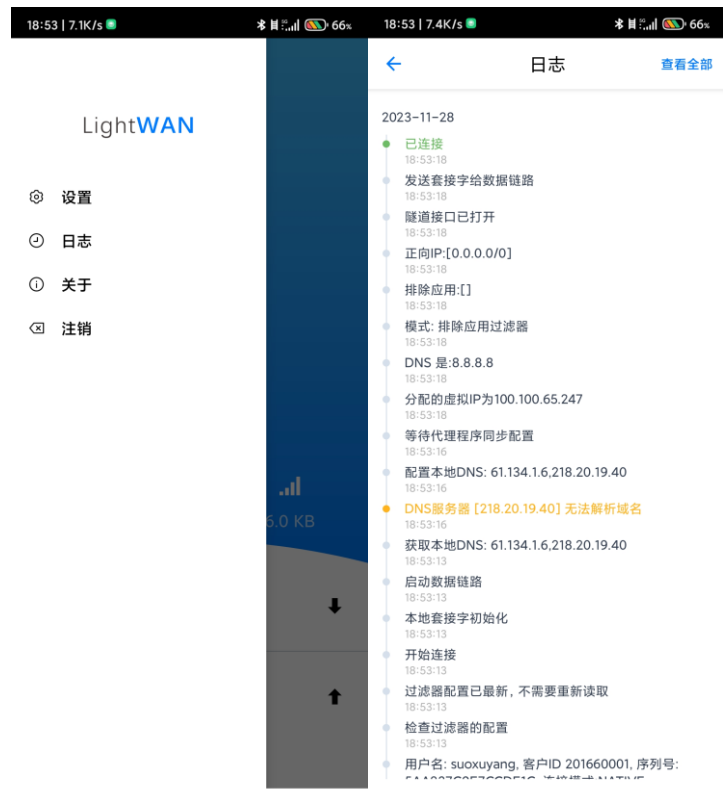 18:53 | 7.1K/s
66%
LightWAN
设置
日志
关于
注销
6.0 KB
18:53 | 7.4K/s
66%
日志
查看全部
2023-11-28
已连接
18:53:18
发送套接字给数据链路
18:53:18
隧道接口已打开
18:53:18
正向IP:[0.0.0.0/0]
18:53:18
排除应用:[]
18:53:18
模式: 排除应用过滤器
18:53:18
DNS 是:8.8.8.8
18:53:18
分配的虚拟IP为100.100.65.247
18:53:18
等待代理程序同步配置
18:53:16
配置本地DNS: 61.134.1.6,218.20.19.40
18:53:16
DNS服务器 [218.20.19.40] 无法解析域名
18:53:16
获取本地DNS: 61.134.1.6,218.20.19.40
18:53:13
启动数据链路
18:53:13
本地套接字初始化
18:53:13
开始连接
18:53:13
过滤器配置已最新，不需要重新读取
18:53:13
检查过滤器的配置
18:53:13
用户名: suoxuyang, 客户ID 201660001, 序列号: